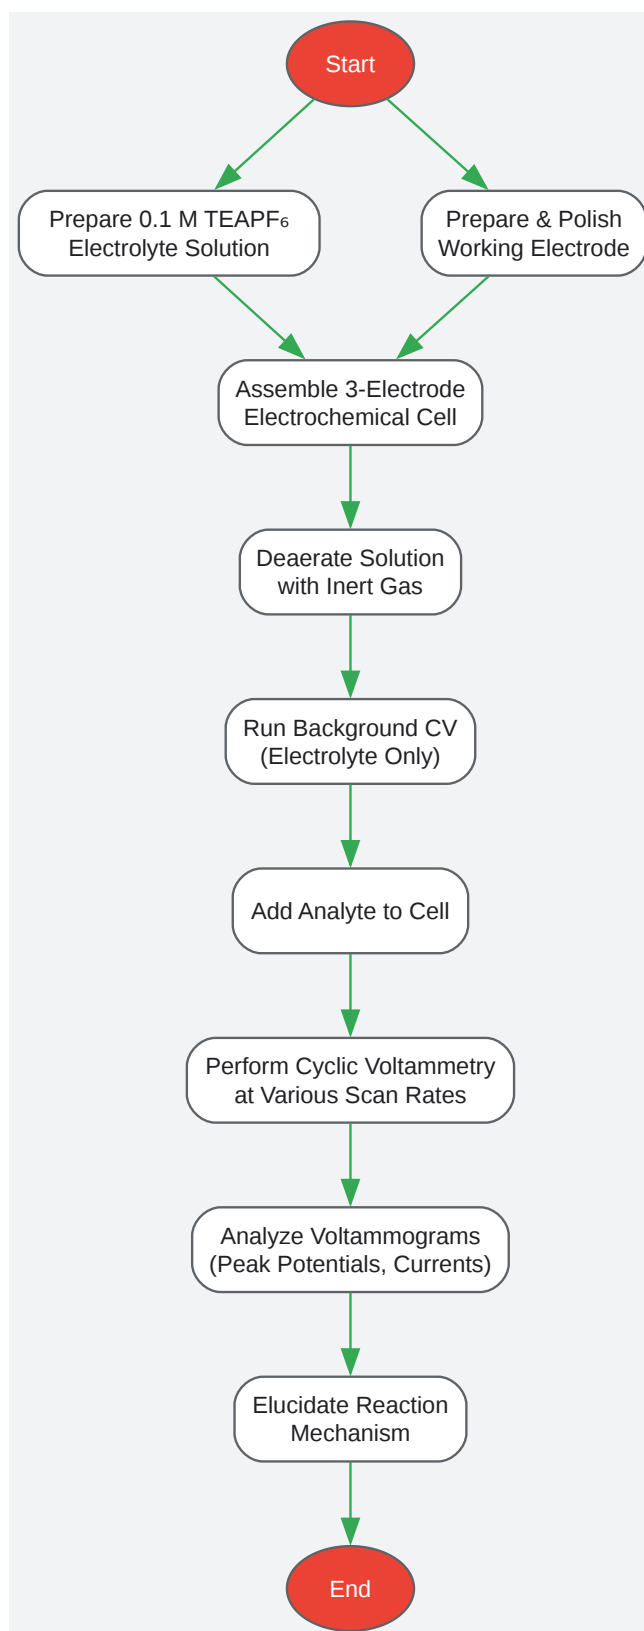 Start
Prepare 0.1 M TEAPF₆
Electrolyte Solution
Prepare & Polish
Working Electrode
Assemble 3-Electrode
Electrochemical Cell
Deaerate Solution
with Inert Gas
Run Background CV
(Electrolyte Only)
Add Analyte to Cell
Perform Cyclic Voltammetry
at Various Scan Rates
Analyze Voltammograms
(Peak Potentials, Currents)
Elucidate Reaction
Mechanism
End